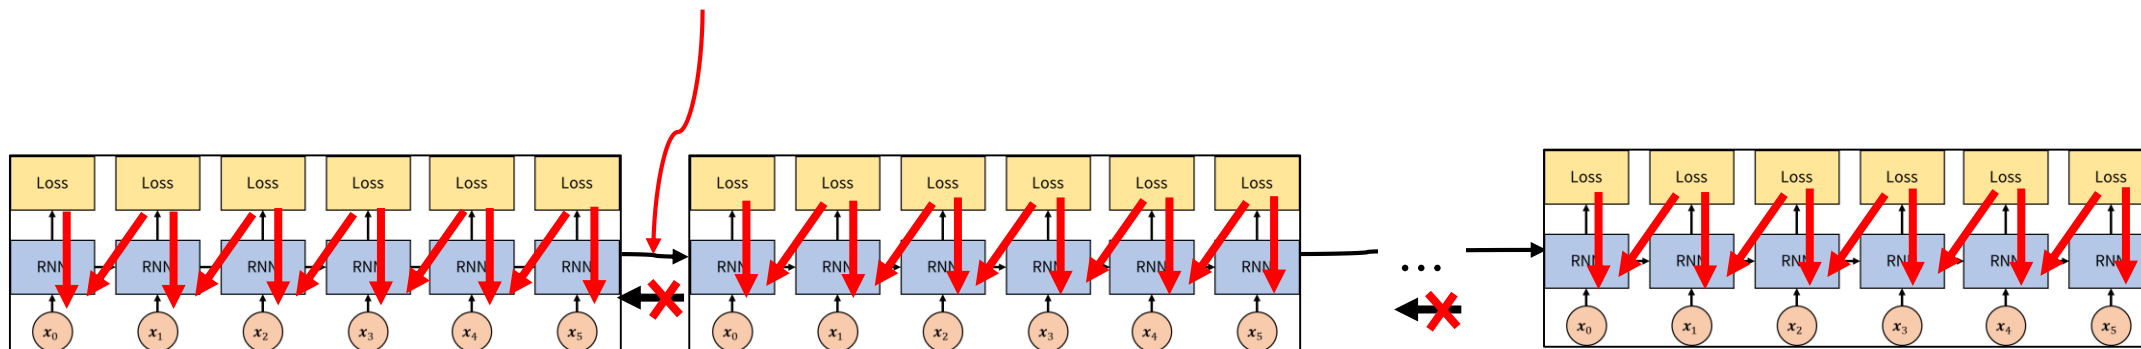 Loss Loss Loss Loss Loss Loss Loss Loss Loss Loss Loss Loss Loss Loss Loss Loss Loss Loss
RNN RNN RNN RNN RNN RNN RNN RNN RNN RNN RNN RNN ... RNN RNN RNN RNN RNN RNN
x₀ x₁ x₂ x₃ x₄ x₅ x₀ x₁ x₂ x₃ x₄ x₅ x₀ x₁ x₂ x₃ x₄ x₅